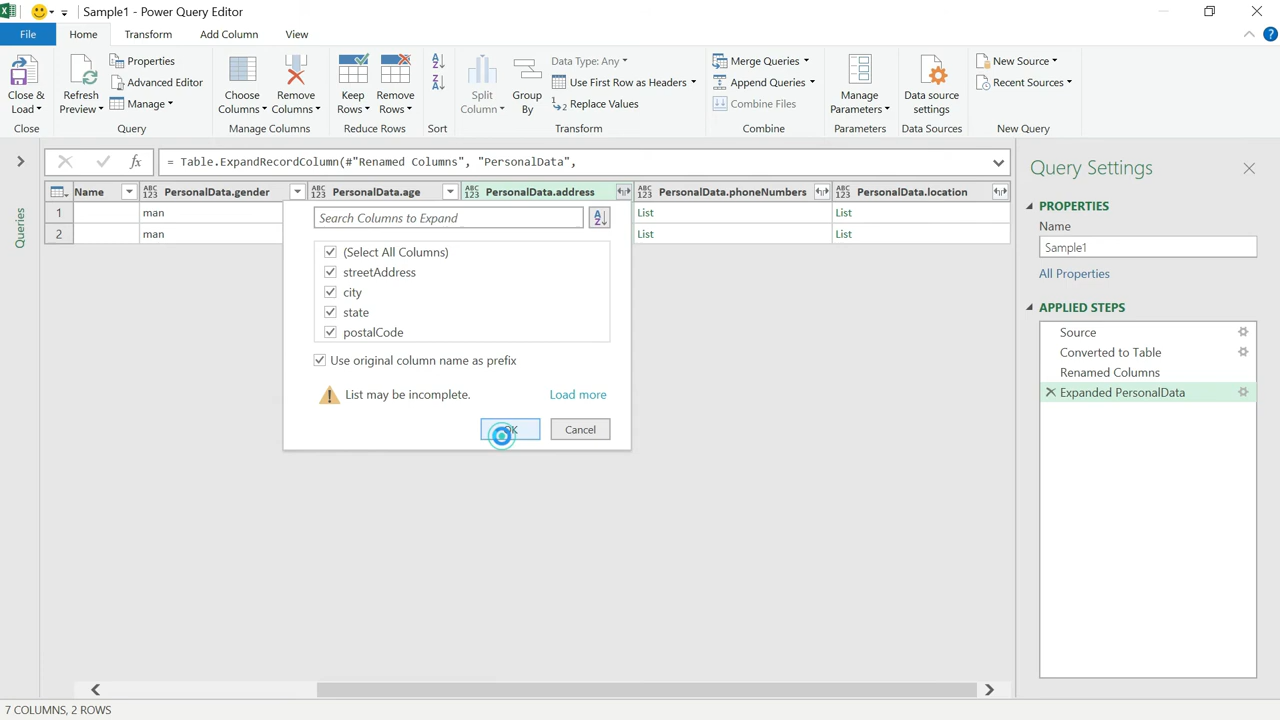 Sample1 - Power Query Editor
File Home Transform Add Column View
Close & Load
Close
Refresh Preview
Properties
Advanced Editor
Manage
Query
Choose Columns
Remove Columns
Manage Columns
Keep Rows
Remove Rows
Reduce Rows
Sort
Split Column
Group By
Data Type: Any
Use First Row as Headers
Replace Values
Transform
Merge Queries
Append Queries
Combine Files
Combine
Manage Parameters
Parameters
Data source settings
Data Sources
New Source
Recent Sources
New Query
= Table.ExpandRecordColumn(#"Renamed Columns", "PersonalData",
Queries
Name PersonalData.gender PersonalData.age PersonalData.address PersonalData.phoneNumbers PersonalData.location
1 man List List
2 man List List
Search Columns to Expand
(Select All Columns)
streetAddress
city
state
postalCode
Use original column name as prefix
List may be incomplete. Load more
OK Cancel
Query Settings
PROPERTIES
Name
Sample1
All Properties
APPLIED STEPS
Source
Converted to Table
Renamed Columns
Expanded PersonalData
7 COLUMNS, 2 ROWS